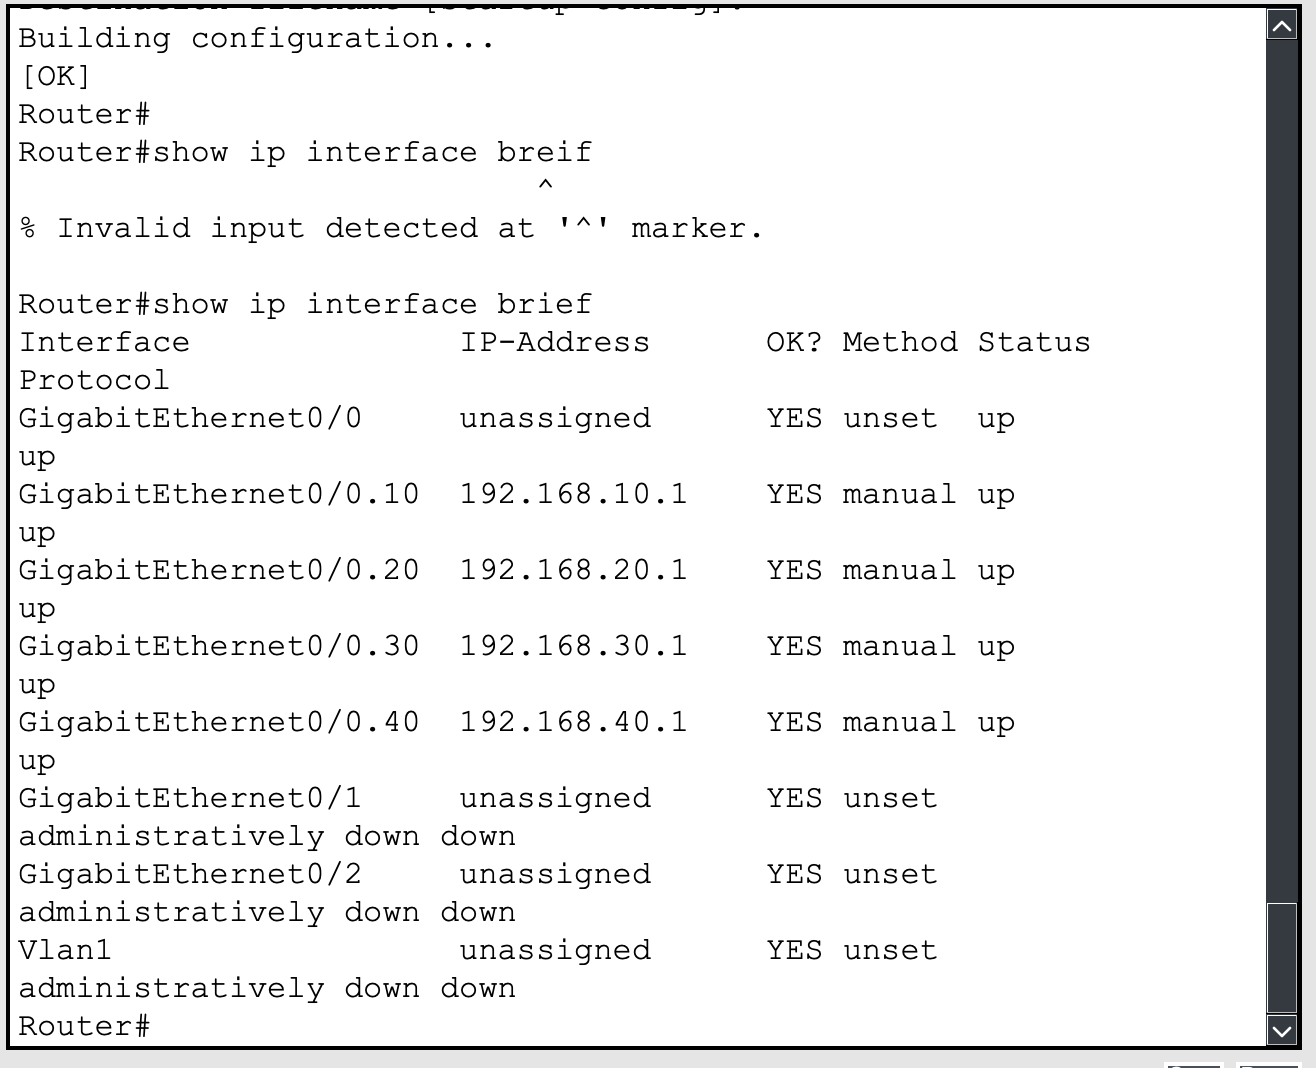 Building configuration...
[OK]
Router#
Router#show ip interface breif
^
% Invalid input detected at '^' marker.
Router#show ip interface brief
Interface IP-Address OK? Method Status
Protocol
GigabitEthernet0/0 unassigned YES unset up
up
GigabitEthernet0/0.10 192.168.10.1 YES manual up
up
GigabitEthernet0/0.20 192.168.20.1 YES manual up
up
GigabitEthernet0/0.30 192.168.30.1 YES manual up
up
GigabitEthernet0/0.40 192.168.40.1 YES manual up
up
GigabitEthernet0/1 unassigned YES unset
administratively down down
GigabitEthernet0/2 unassigned YES unset
administratively down down
Vlan1 unassigned YES unset
administratively down down
Router#